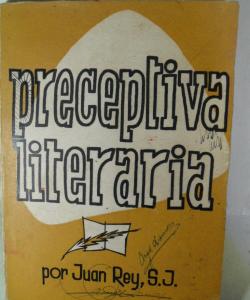 preceptiva
literaria
por Juan Rey, S.J.